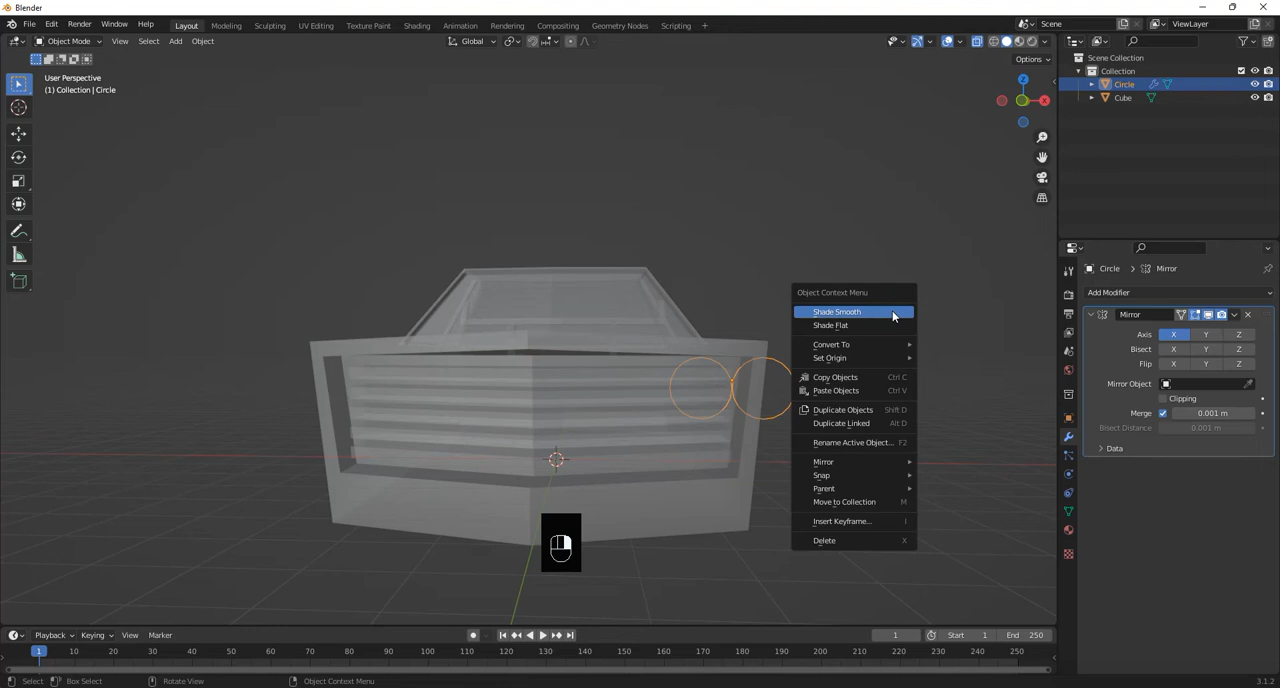 Blender
File Edit Render Window Help
Layout Modeling Sculpting UV Editing Texture Paint Shading Animation Rendering Compositing Geometry Nodes Scripting +
Scene
ViewLayer
Object Mode View Select Add Object
Global
Options
User Perspective
(1) Collection | Circle
Z
X
Scene Collection
Collection
Circle
Cube
Circle > Mirror
Add Modifier
Mirror
Axis X Y Z
Bisect X Y Z
Flip X Y Z
Mirror Object
Clipping
Merge 0.001 m
Bisect Distance 0.001 m
Data
Object Context Menu
Shade Smooth
Shade Flat
Convert To
Set Origin
Copy Objects Ctrl C
Paste Objects Ctrl V
Duplicate Objects Shift D
Duplicate Linked Alt D
Rename Active Object... F2
Mirror
Snap
Parent
Move to Collection M
Insert Keyframe... I
Delete X
Playback Keying View Marker
1
Start 1
End 250
1 10 20 30 40 50 60 70 80 90 100 110 120 130 140 150 160 170 180 190 200 210 220 230 240 250
Select Box Select Rotate View Object Context Menu
3.1.2